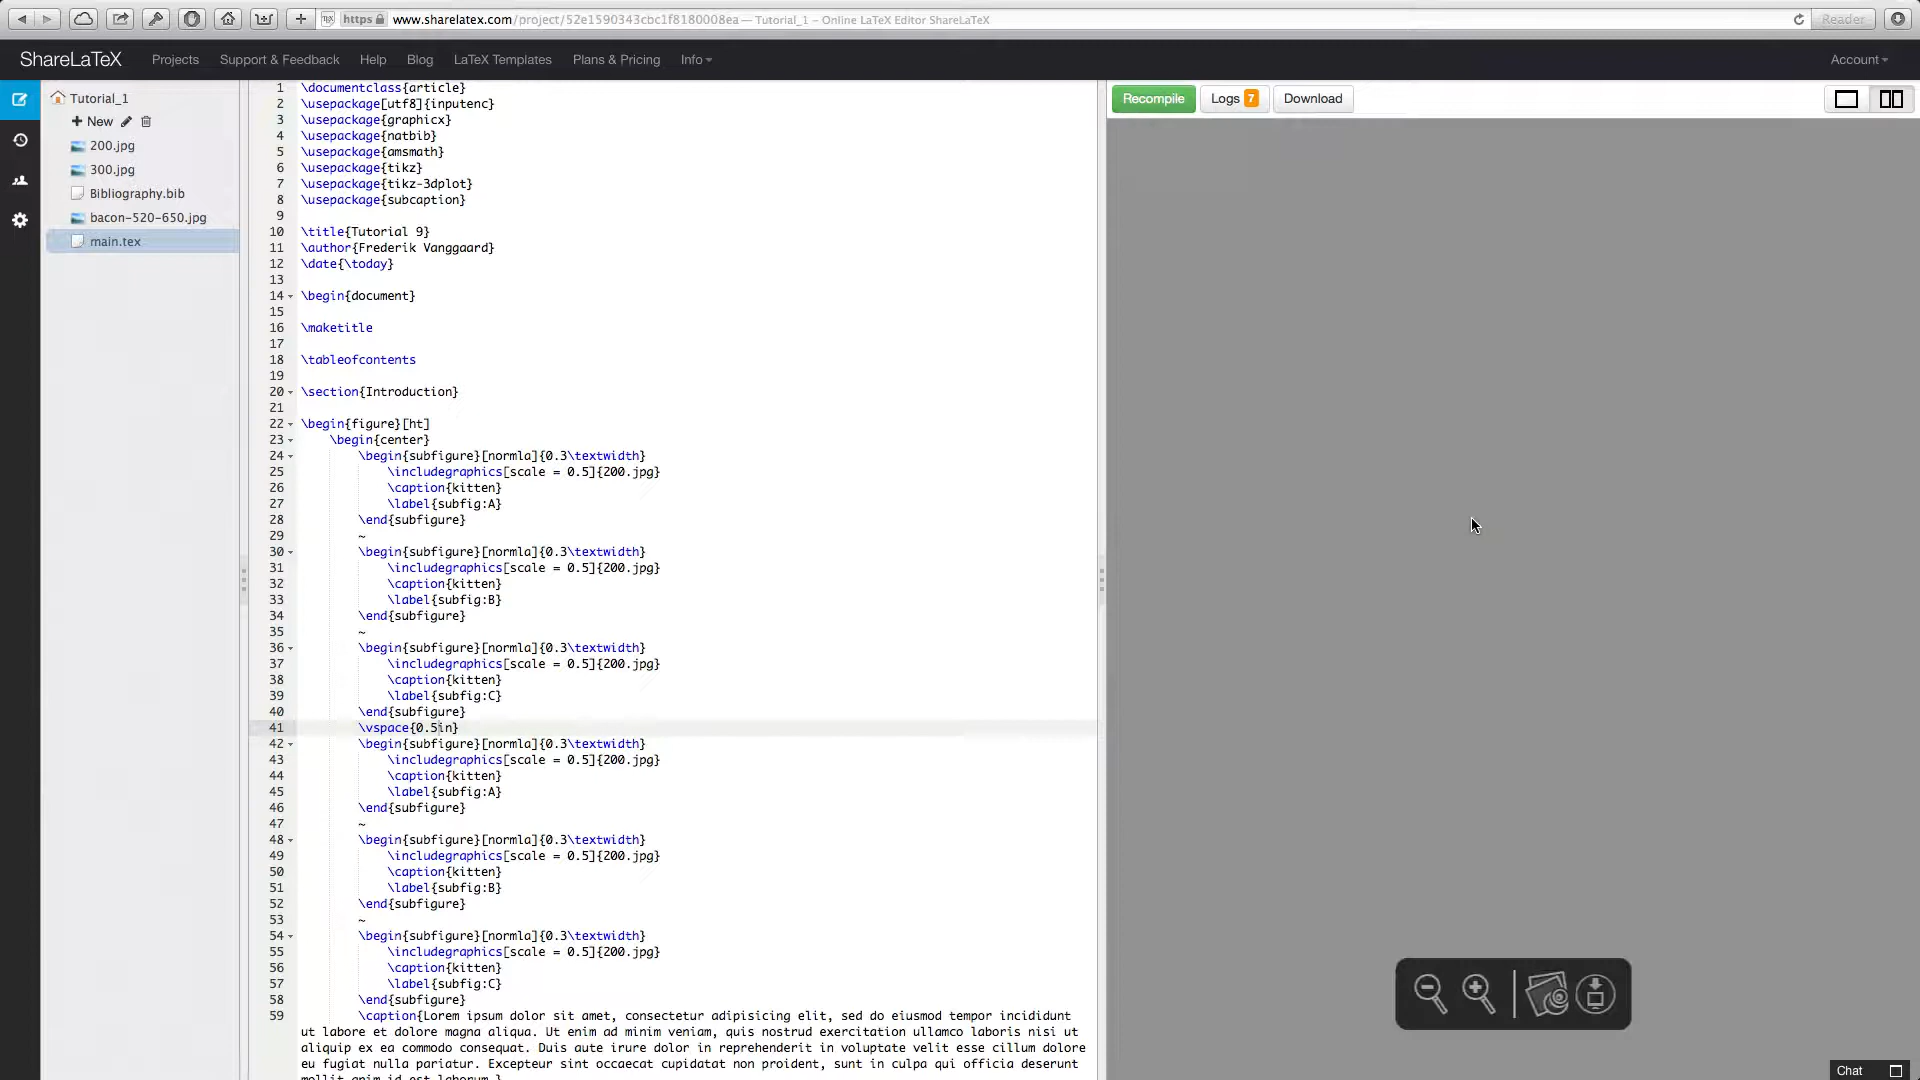 https www.sharelatex.com/project/52e1590343cbc1f8180008ea — Tutorial_1 – Online LaTeX Editor ShareLaTeX Reader
ShareLaTeX Projects Support & Feedback Help Blog LaTeX Templates Plans & Pricing Info Account
Tutorial_1
New
200.jpg
300.jpg
Bibliography.bib
bacon-520-650.jpg
main.tex
1 \documentclass{article}
2 \usepackage[utf8]{inputenc}
3 \usepackage{graphicx}
4 \usepackage{natbib}
5 \usepackage{amsmath}
6 \usepackage{tikz}
7 \usepackage{tikz-3dplot}
8 \usepackage{subcaption}
9
10 \title{Tutorial 9}
11 \author{Frederik Vanggaard}
12 \date{\today}
13
14 \begin{document}
15
16 \maketitle
17
18 \tableofcontents
19
20 \section{Introduction}
21
22 \begin{figure}[ht]
23 \begin{center}
24 \begin{subfigure}[normla]{0.3\textwidth}
25 \includegraphics[scale = 0.5]{200.jpg}
26 \caption{kitten}
27 \label{subfig:A}
28 \end{subfigure}
29 ~
30 \begin{subfigure}[normla]{0.3\textwidth}
31 \includegraphics[scale = 0.5]{200.jpg}
32 \caption{kitten}
33 \label{subfig:B}
34 \end{subfigure}
35 ~
36 \begin{subfigure}[normla]{0.3\textwidth}
37 \includegraphics[scale = 0.5]{200.jpg}
38 \caption{kitten}
39 \label{subfig:C}
40 \end{subfigure}
41 \vspace{0.5in}
42 \begin{subfigure}[normla]{0.3\textwidth}
43 \includegraphics[scale = 0.5]{200.jpg}
44 \caption{kitten}
45 \label{subfig:A}
46 \end{subfigure}
47 ~
48 \begin{subfigure}[normla]{0.3\textwidth}
49 \includegraphics[scale = 0.5]{200.jpg}
50 \caption{kitten}
51 \label{subfig:B}
52 \end{subfigure}
53 ~
54 \begin{subfigure}[normla]{0.3\textwidth}
55 \includegraphics[scale = 0.5]{200.jpg}
56 \caption{kitten}
57 \label{subfig:C}
58 \end{subfigure}
59 \caption{Lorem ipsum dolor sit amet, consectetur adipisicing elit, sed do eiusmod tempor incididunt
ut labore et dolore magna aliqua. Ut enim ad minim veniam, quis nostrud exercitation ullamco laboris nisi ut
aliquip ex ea commodo consequat. Duis aute irure dolor in reprehenderit in voluptate velit esse cillum dolore
eu fugiat nulla pariatur. Excepteur sint occaecat cupidatat non proident, sunt in culpa qui officia deserunt
mollit anim id est laborum.}
Recompile Logs 7 Download
Chat